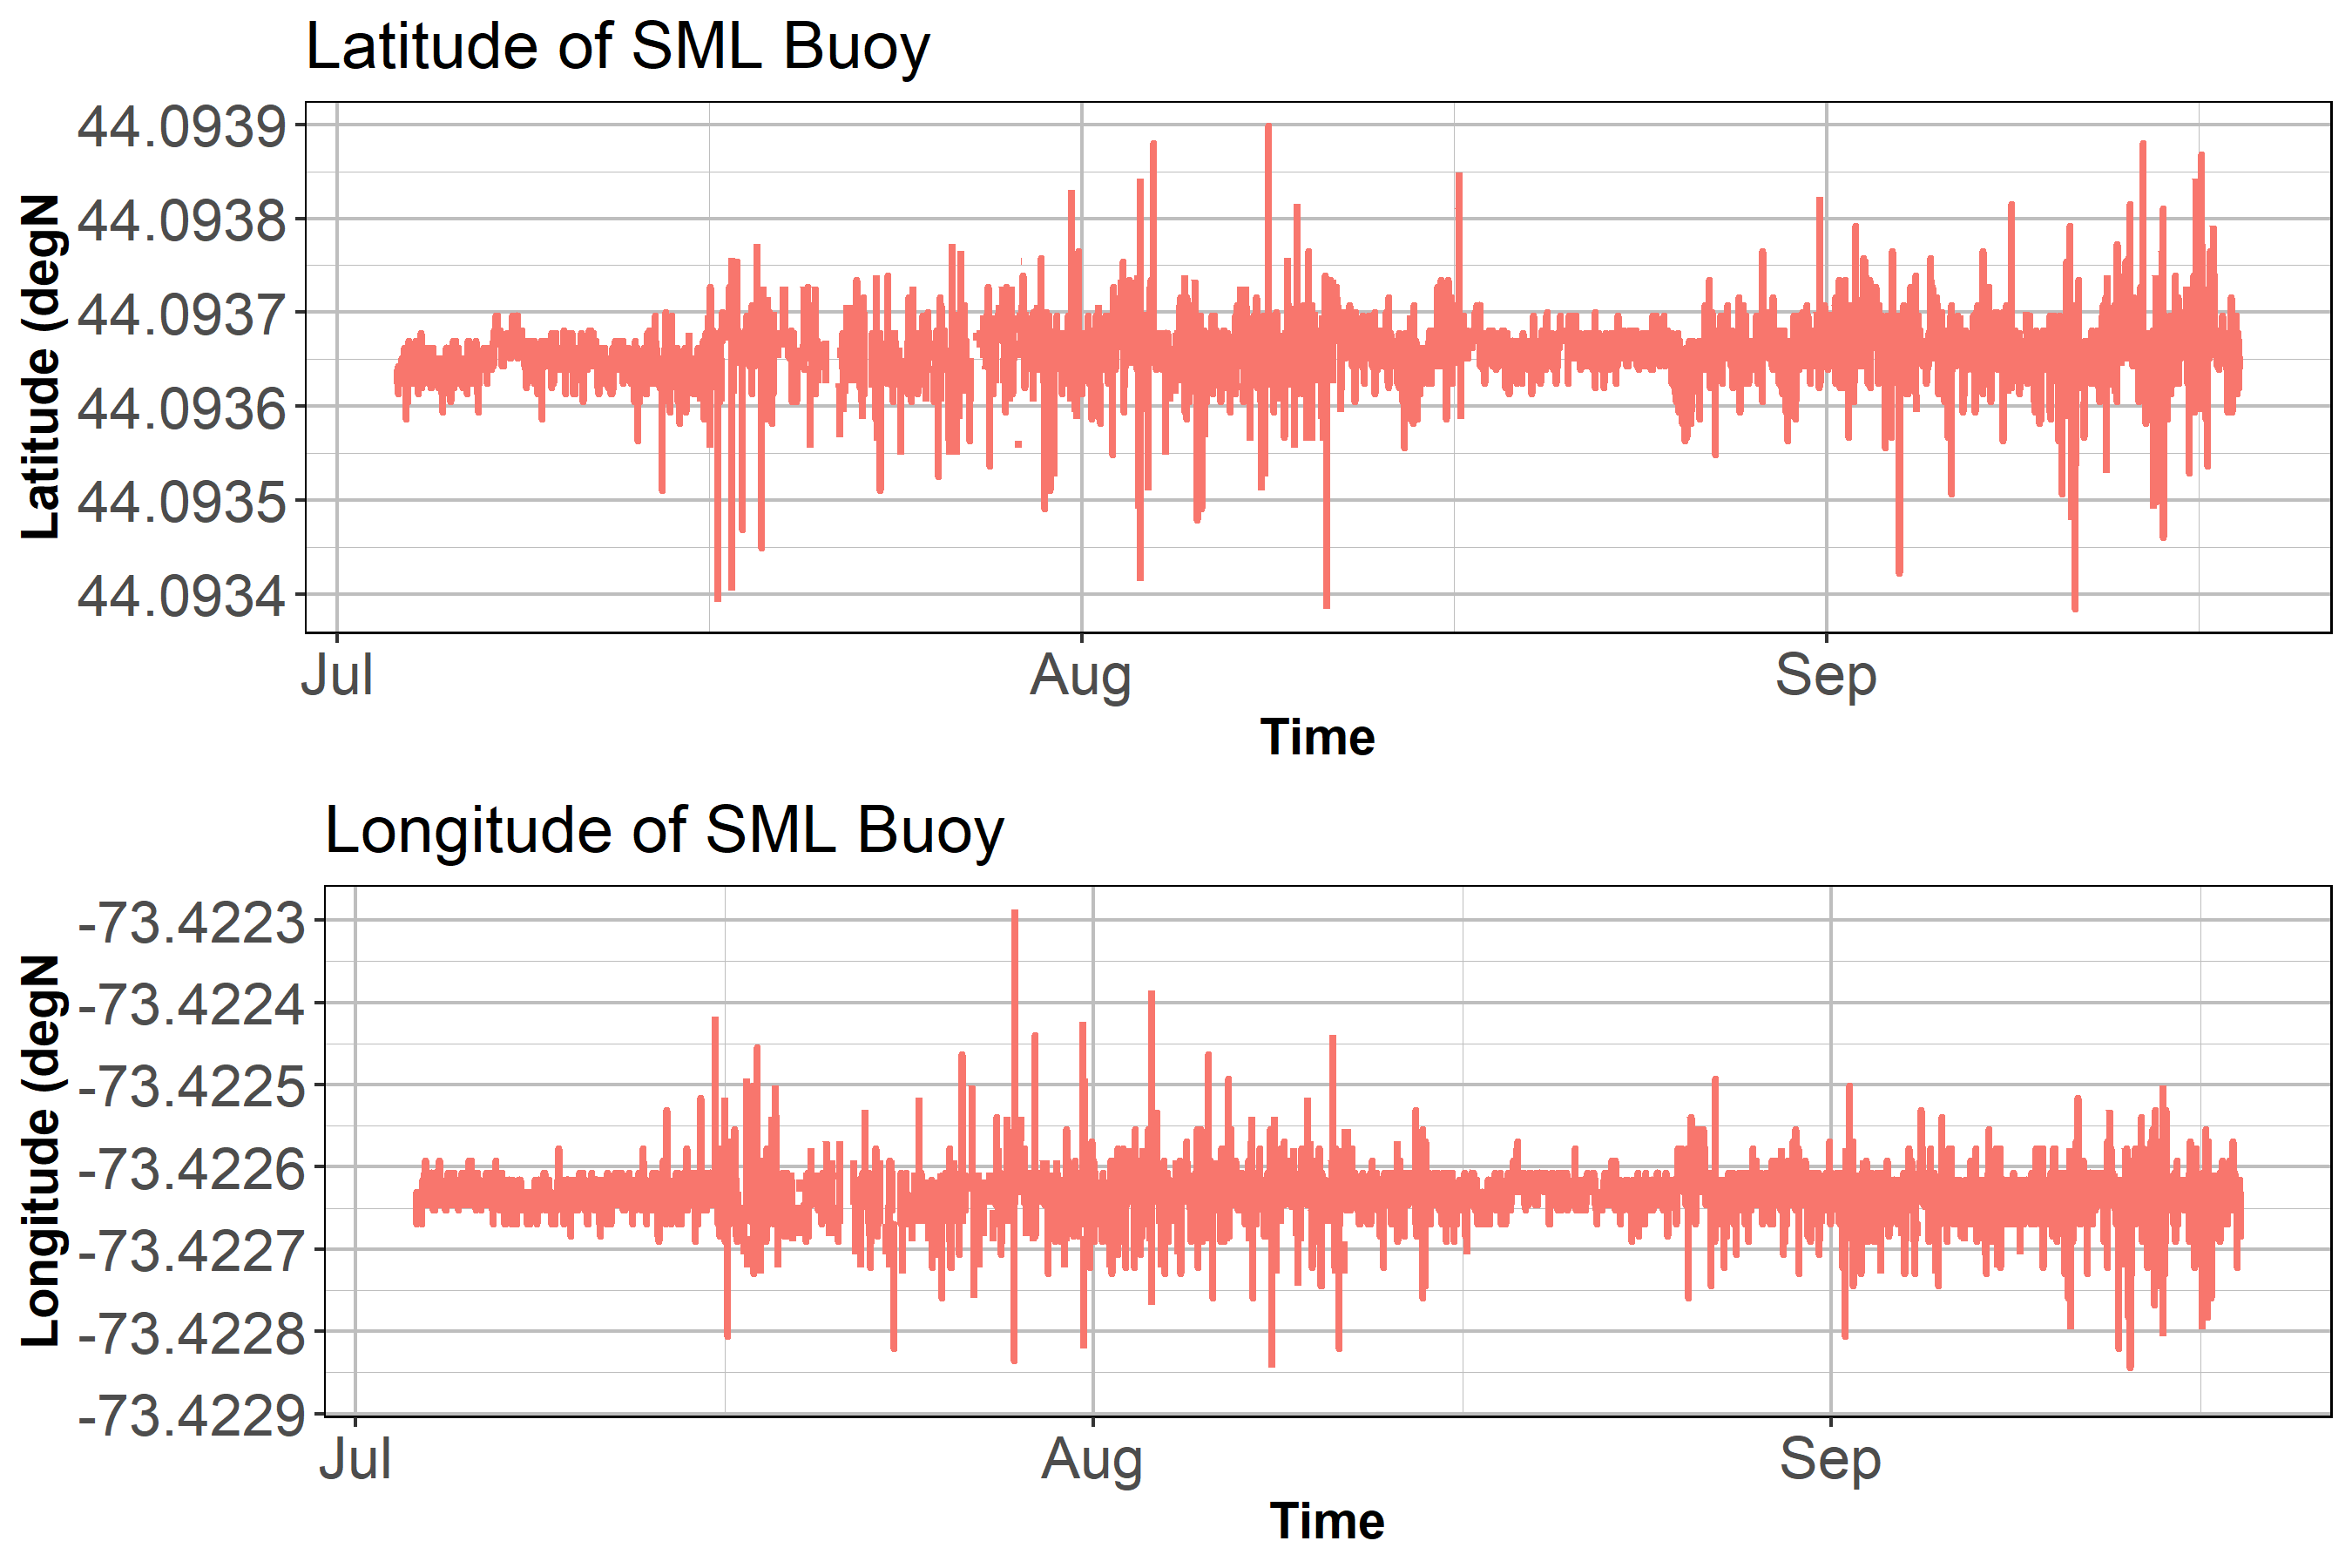 Latitude of SML Buoy
44.0939
44.0938
44.0937
44.0936
44.0935
44.0934
Latitude (degN
Jul Aug Sep
Time
Longitude of SML Buoy
-73.4223
-73.4224
-73.4225
-73.4226
-73.4227
-73.4228
-73.4229
Longitude (degN
Jul Aug Sep
Time